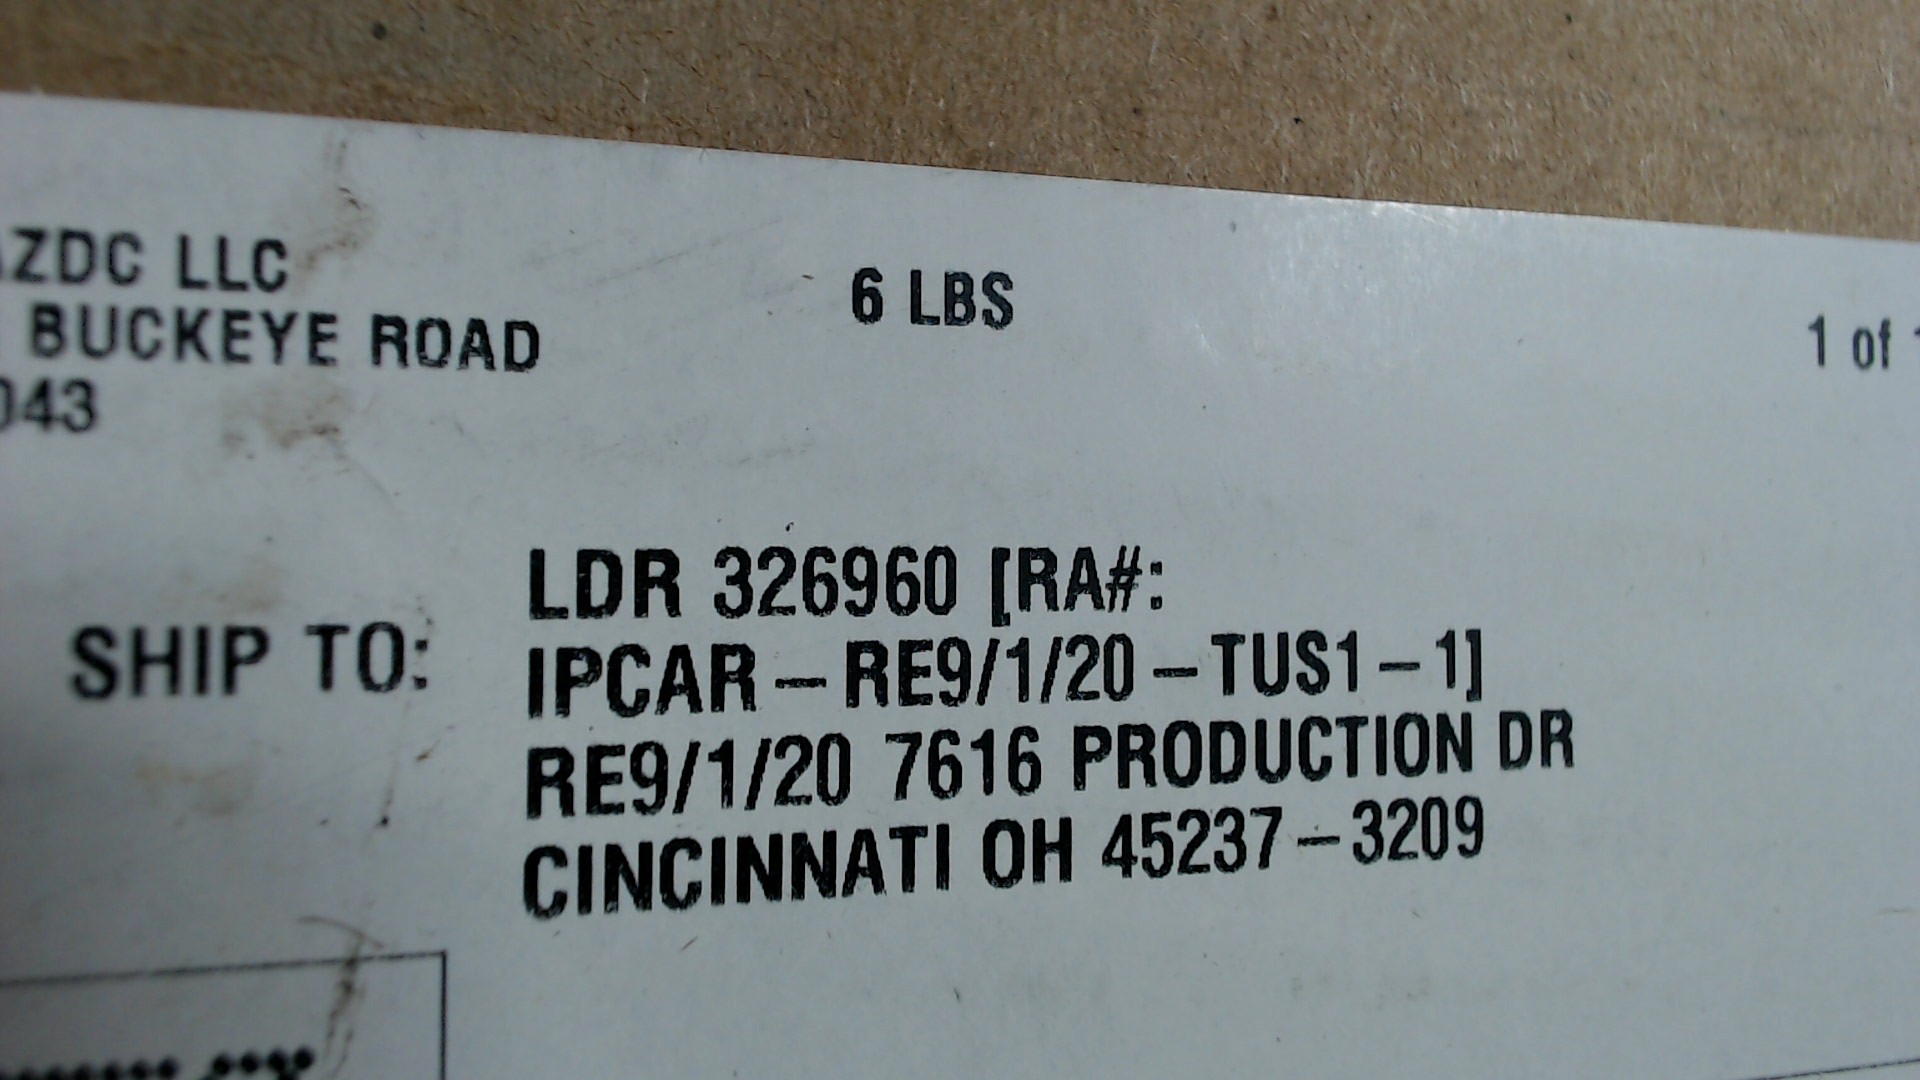 AZDC LLC
BUCKEYE ROAD
043
6 LBS
1 of
SHIP TO:
LDR 326960 [RA#:
IPCAR-RE9/1/20-TUS1-1]
RE9/1/20 7616 PRODUCTION DR
CINCINNATI OH 45237-3209